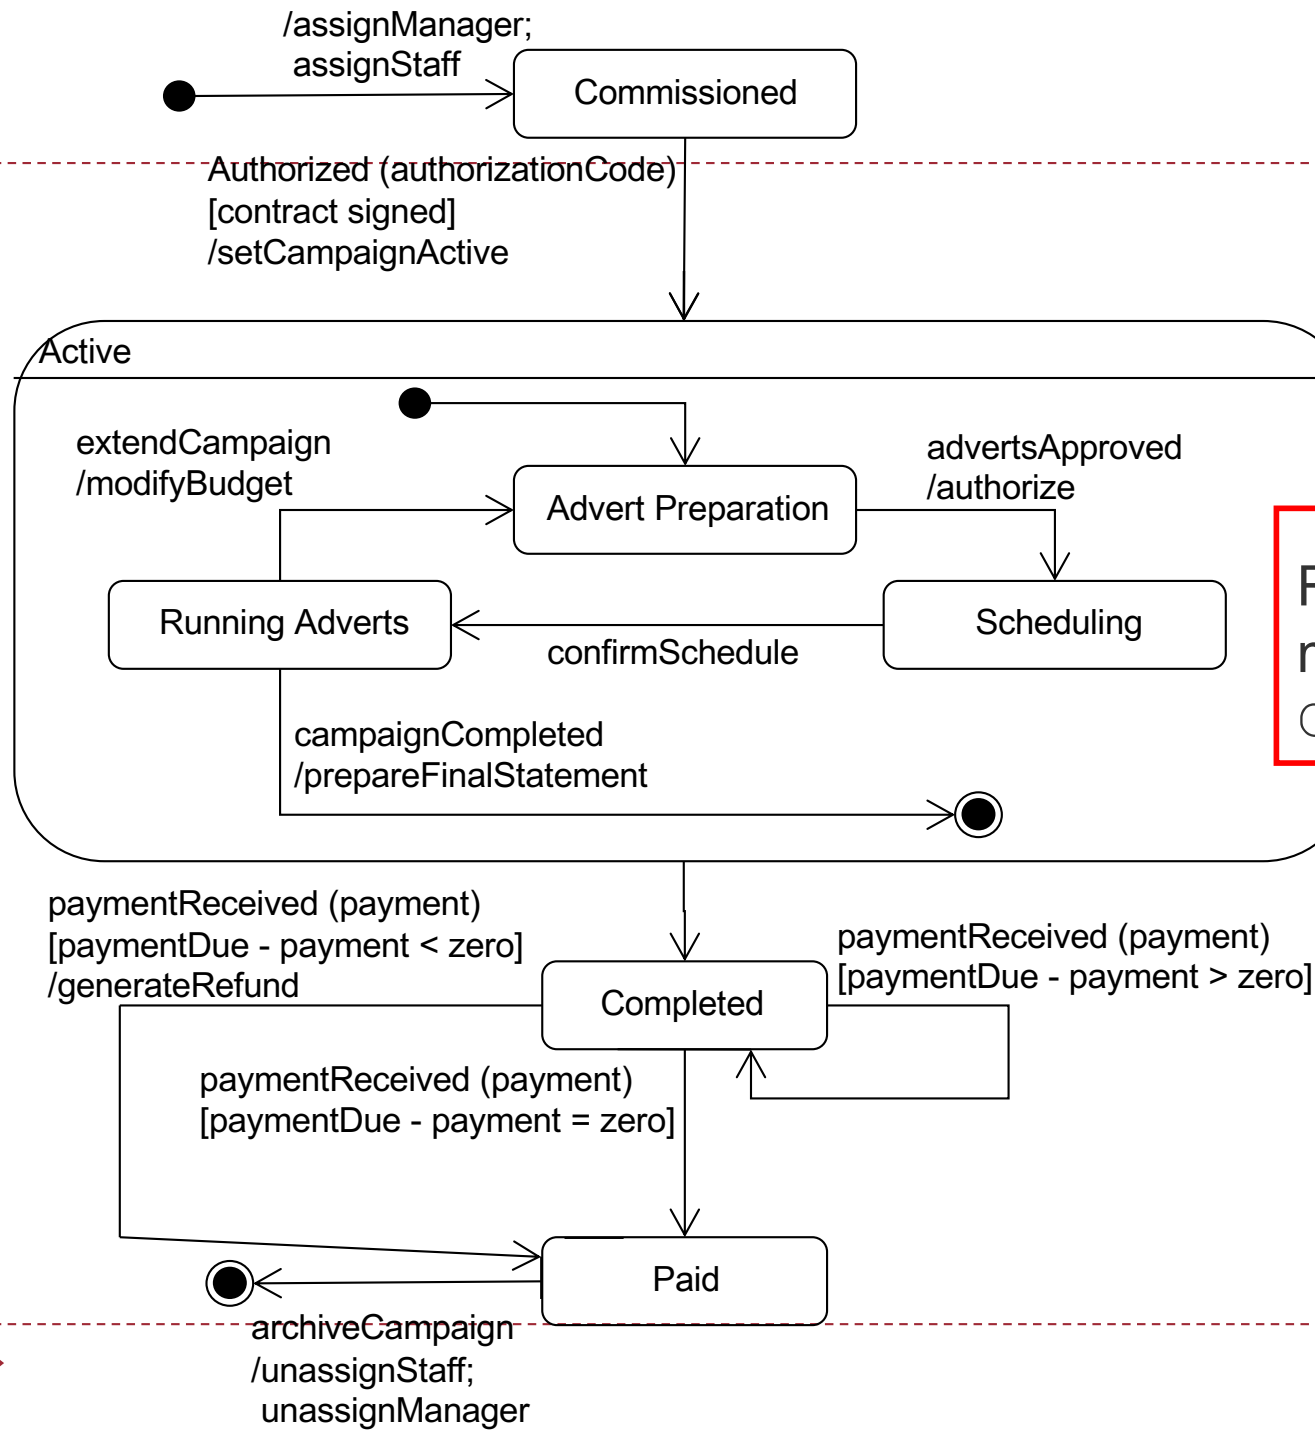 /assignManager;
assignStaff
Commissioned
Authorized (authorizationCode)
[contract signed]
/setCampaignActive
Active
extendCampaign
/modifyBudget
Advert Preparation
advertsApproved
/authorize
Running Adverts
confirmSchedule
Scheduling
campaignCompleted
/prepareFinalStatement
paymentReceived (payment)
[paymentDue - payment < zero]
/generateRefund
Completed
paymentReceived (payment)
[paymentDue - payment > zero]
paymentReceived (payment)
[paymentDue - payment = zero]
Paid
archiveCampaign
/unassignStaff;
unassignManager